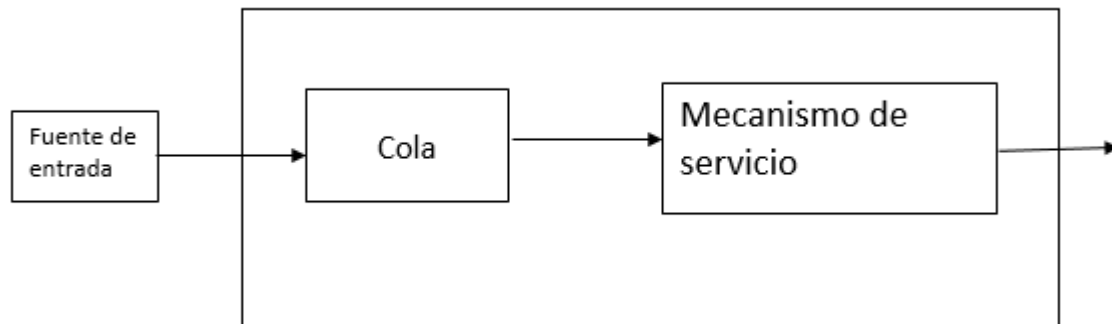 Fuente de
entrada
Cola
Mecanismo de
servicio